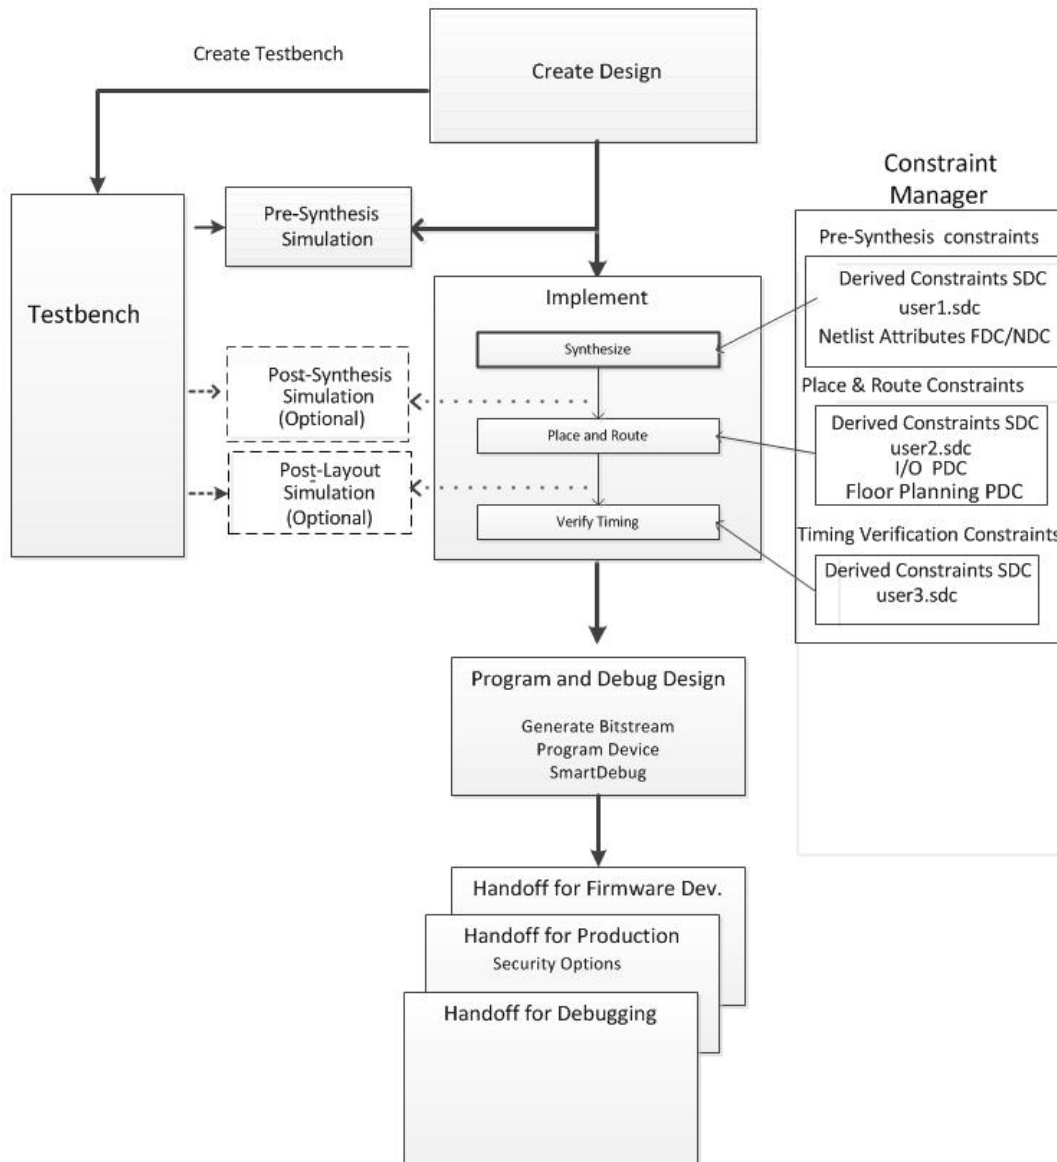 Create Testbench
Create Design
Constraint
Manager
Pre-Synthesis
Simulation
Pre-Synthesis constraints
Derived Constraints SDC
user1.sdc
Netlist Attributes FDC/NDC
Testbench
Implement
Synthesize
Post-Synthesis
Simulation
(Optional)
Place & Route Constraints
Place and Route
Derived Constraints SDC
user2.sdc
I/O PDC
Floor Planning PDC
Post-Layout
Simulation
(Optional)
Verify Timing
Timing Verification Constraints
Derived Constraints SDC
user3.sdc
Program and Debug Design
Generate Bitstream
Program Device
SmartDebug
Handoff for Firmware Dev.
Handoff for Production
Security Options
Handoff for Debugging